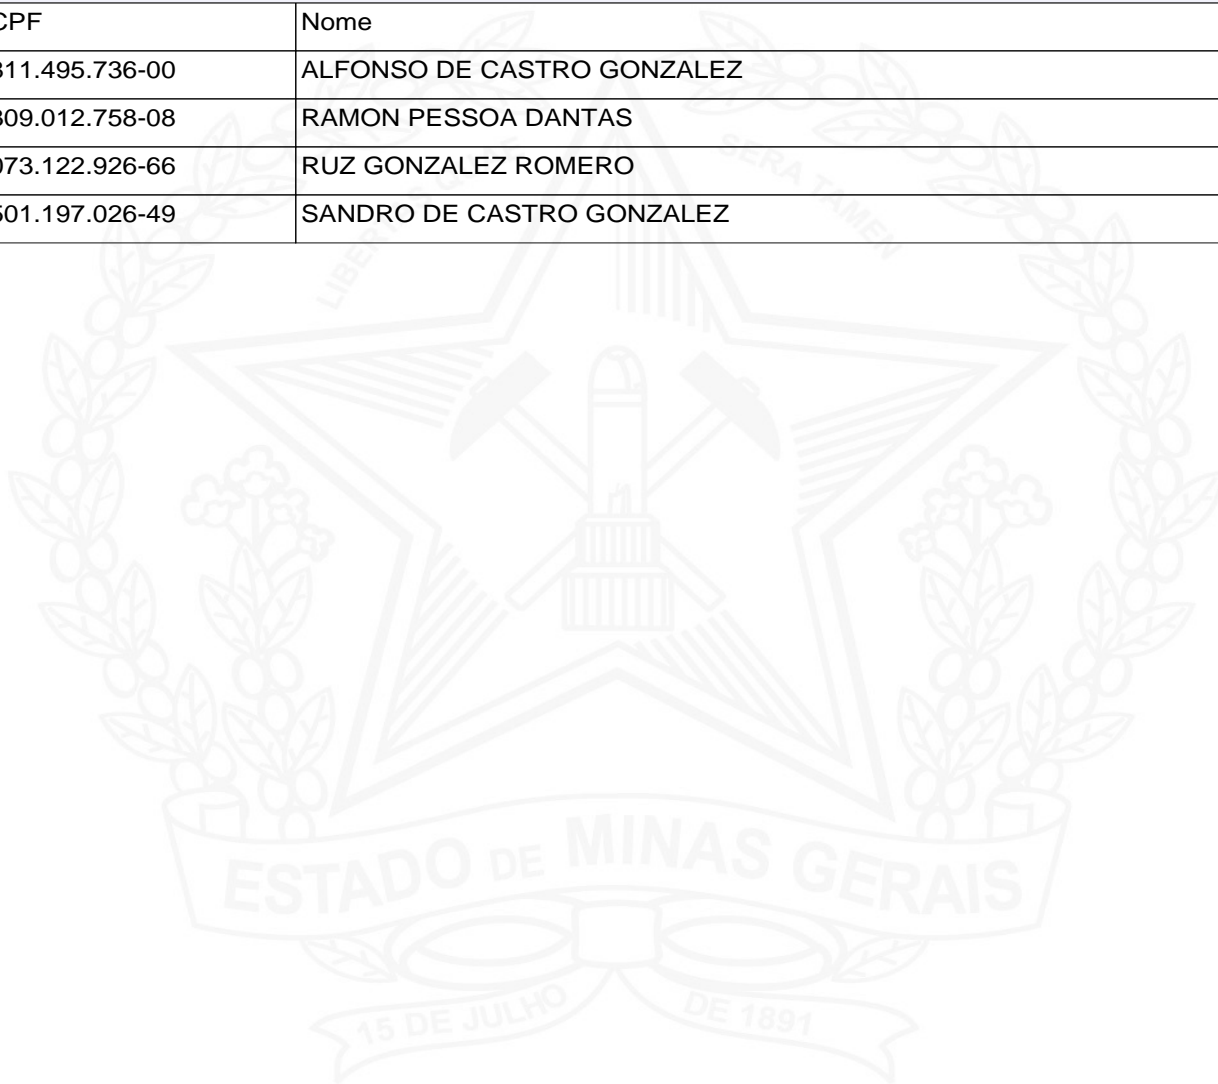 CPF Nome
811.495.736-00 ALFONSO DE CASTRO GONZALEZ
809.012.758-08 RAMON PESSOA DANTAS
073.122.926-66 RUZ GONZALEZ ROMERO
501.197.026-49 SANDRO DE CASTRO GONZALEZ
SERA TAMEN
ESTADO DE MINAS GERAIS
15 DE JULHO DE 1891